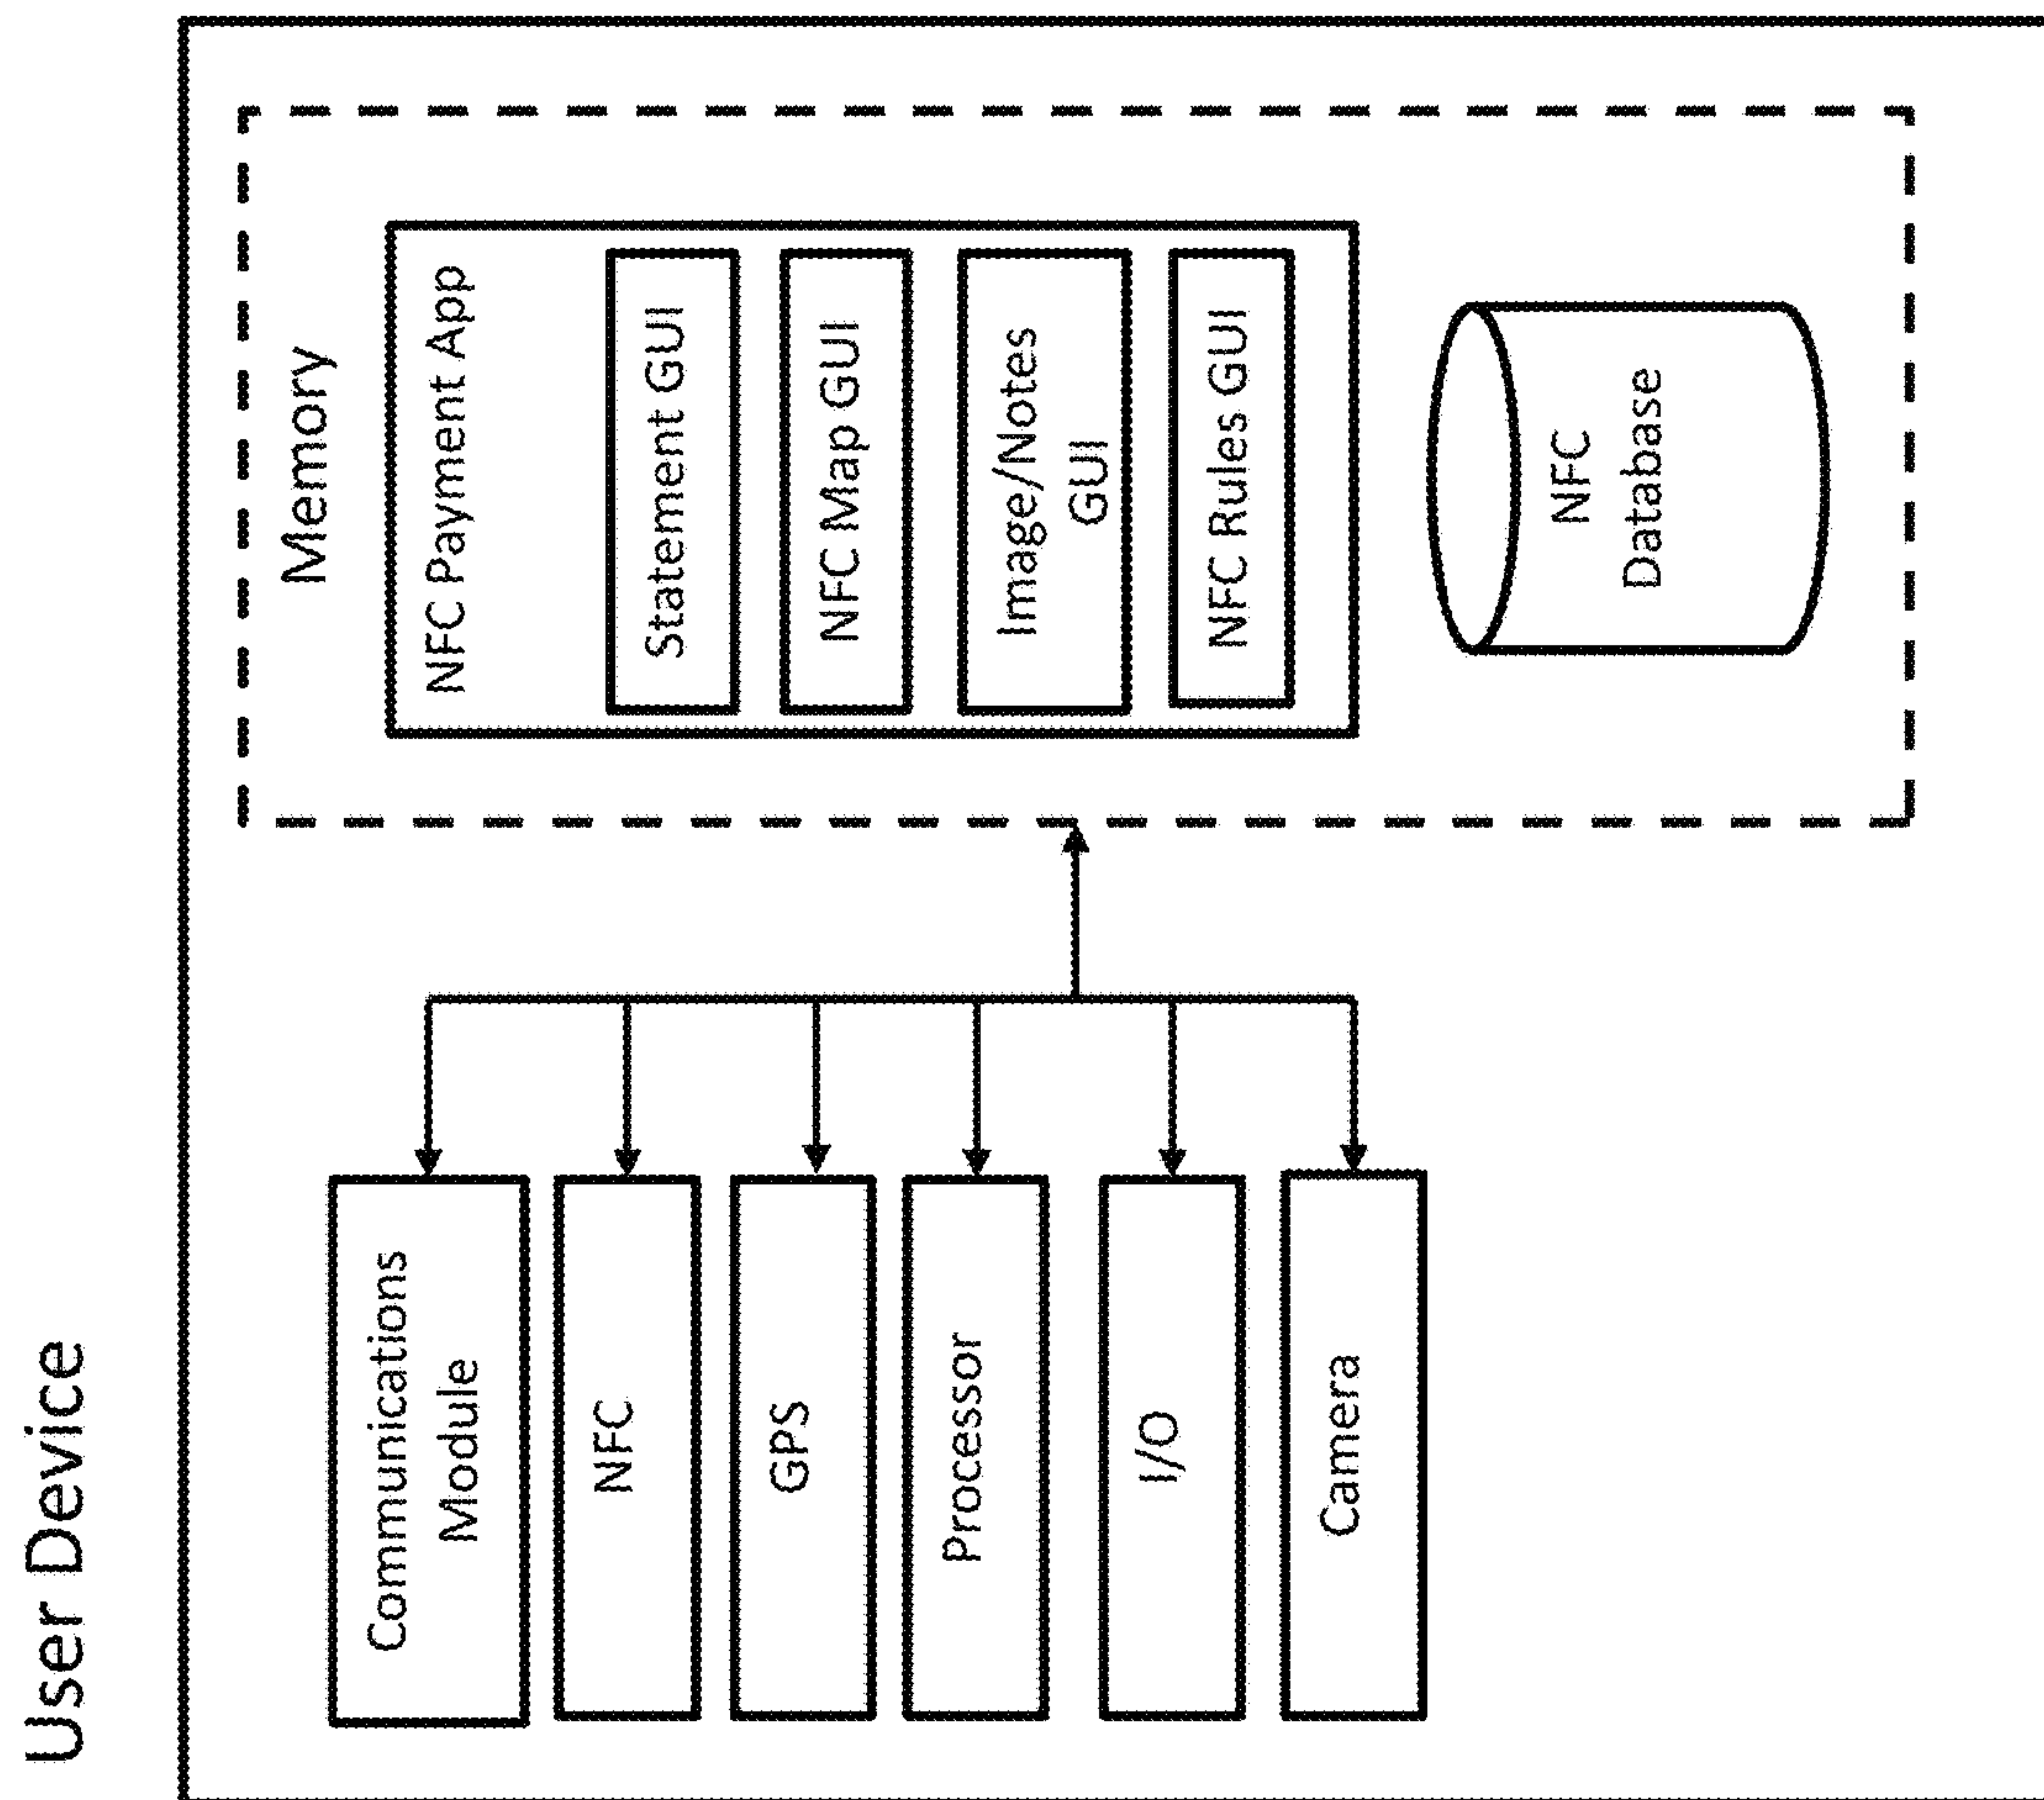 User Device
Communications
Module
NFC
GPS
Processor
I/O
Camera
Memory
NFC Payment App
Statement GUI
NFC Map GUI
Image/Notes
GUI
NFC Rules GUI
NFC
Database